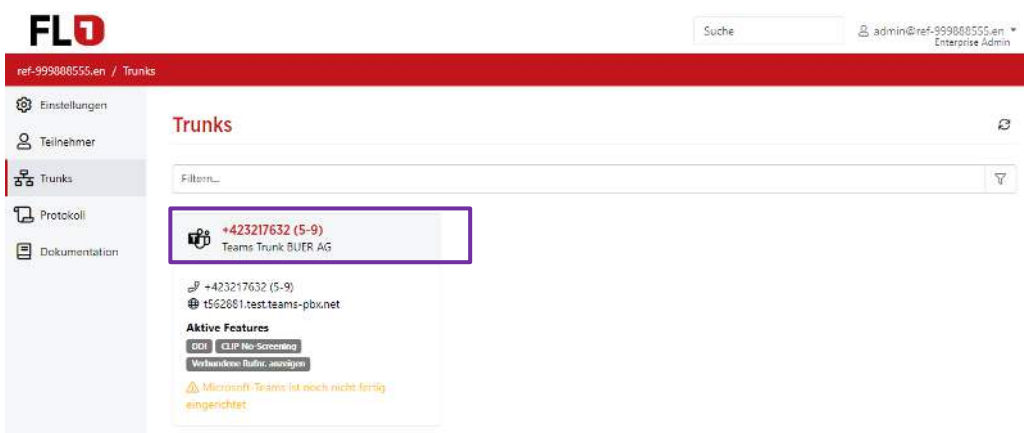 FL1
Suche
admin@ref-999888555.en
Enterprise Admin
ref-999888555.en / Trunks
Einstellungen
Teilnehmer
Trunks
Protokoll
Dokumentation
Trunks
Filtern...
+423217632 (5-9)
Teams Trunk BUER AG
+423217632 (5-9)
t562881.test.teams-pbx.net
Aktive Features
DDI CLIP No-Screening
Verbundene Rufnr. anzeigen
Microsoft-Teams ist noch nicht fertig
eingerichtet